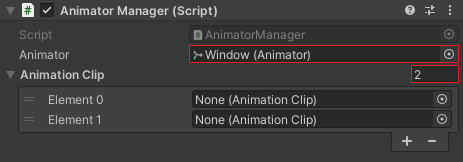 # Animator Manager (Script)
Script # AnimatorManager
Animator Window (Animator)
Animation Clip 2
Element 0 None (Animation Clip)
Element 1 None (Animation Clip)
+ −